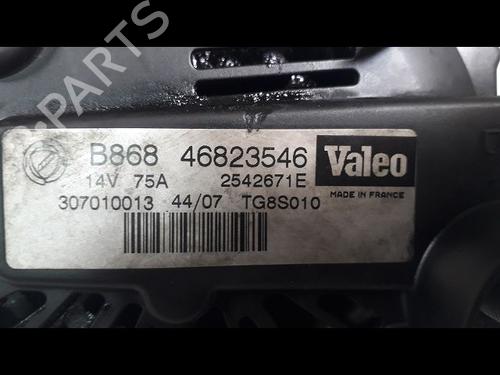 B-PARTS
B868 46823546 Valeo
14V 75A 2542671E MADE IN FRANCE
307010013 44/07 TG8S010